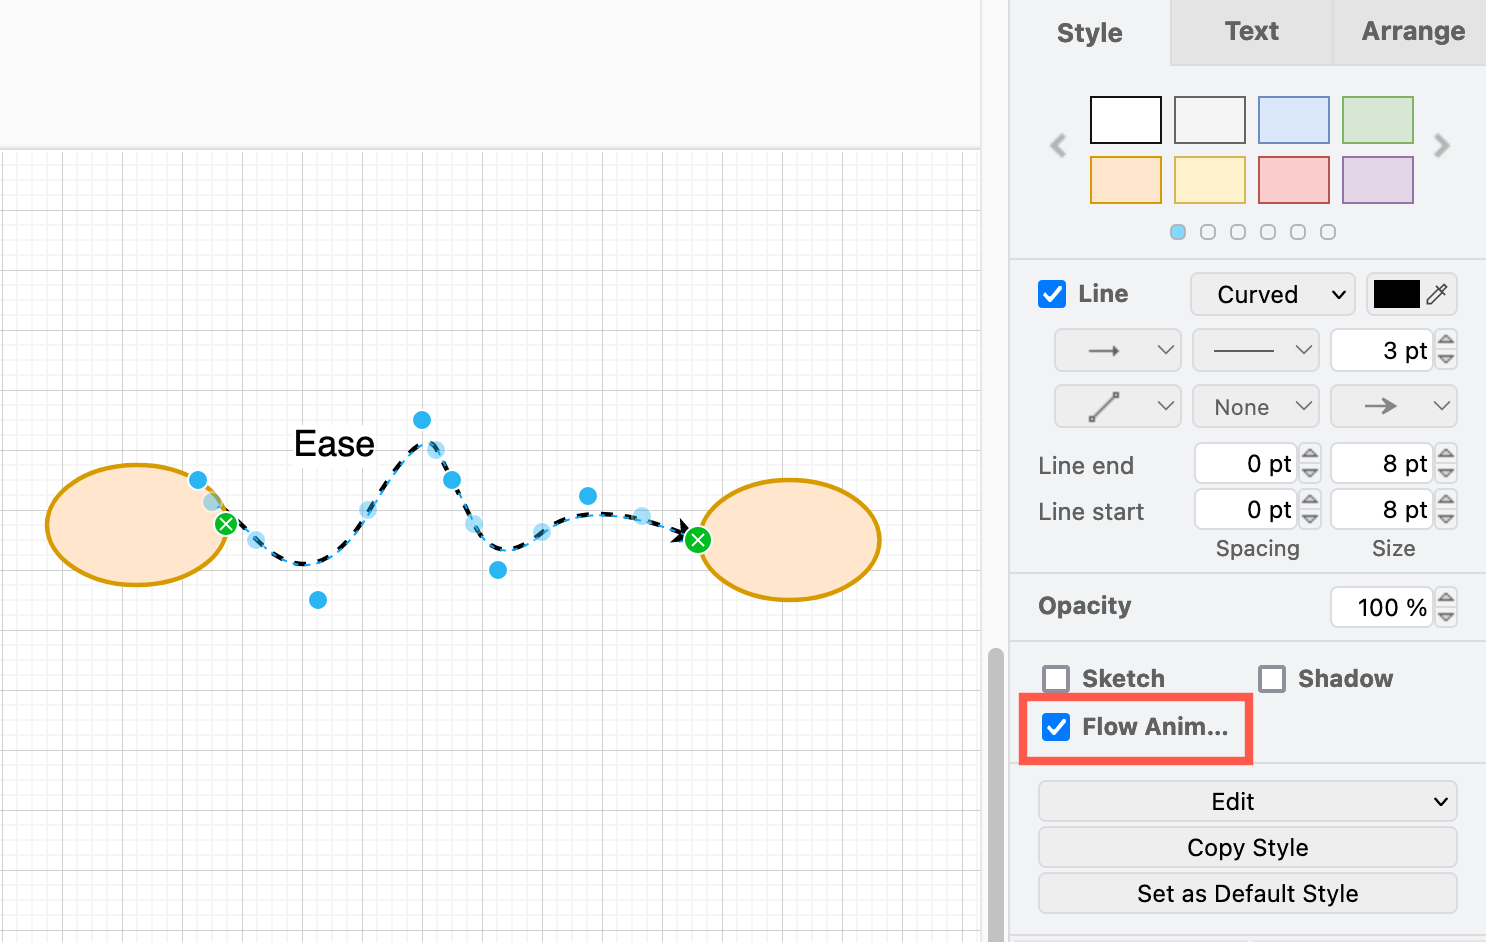 Style Text Arrange
Line Curved
3 pt
None
Line end 0 pt 8 pt
Line start 0 pt 8 pt
Spacing Size
Opacity 100 %
Sketch Shadow
Flow Anim...
Edit
Copy Style
Set as Default Style
Ease